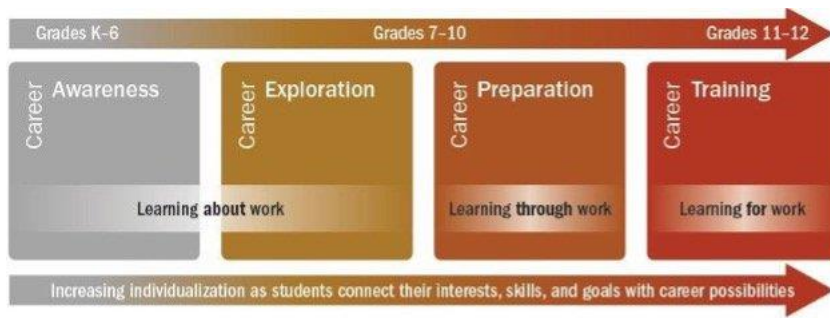 Grades K–6 Grades 7–10 Grades 11–12
Career Awareness
Career Exploration
Career Preparation
Career Training
Learning about work
Learning through work
Learning for work
Increasing individualization as students connect their interests, skills, and goals with career possibilities